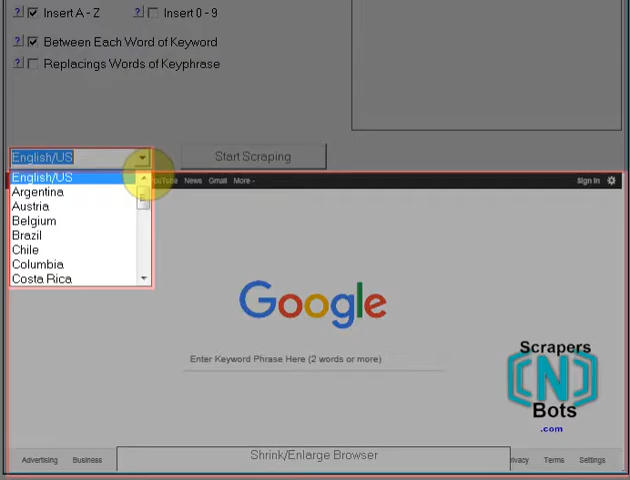 ? Insert A - Z ? Insert 0 - 9
? Between Each Word of Keyword
? Replacings Words of Keyphrase
English/US
Start Scraping
English/US
Argentina
Austria
Belgium
Brazil
Chile
Columbia
Costa Rica
YouTube News Gmail More - Sign In
Google
Enter Keyword Phrase Here (2 words or more)
Scrapers
N
Bots
.com
Shrink/Enlarge Browser
Advertising Business Terms Settings